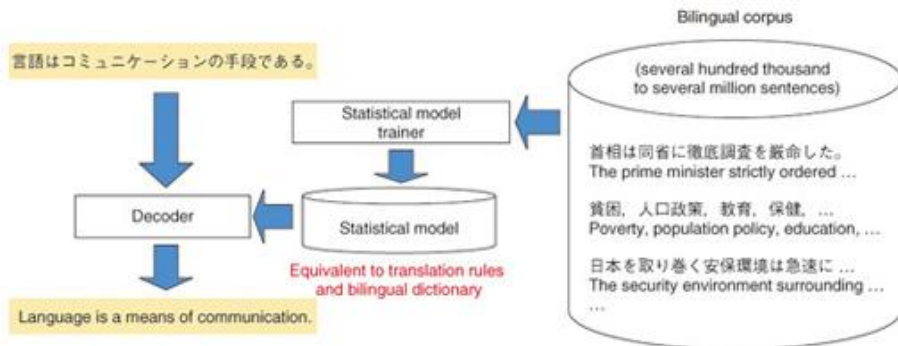 Bilingual corpus
(several hundred thousand
to several million sentences)
首相は同省に徹底調査を厳命した。
The prime minister strictly ordered ...
貧困，人口政策，教育，保健，...
Poverty, population policy, education, ...
日本を取り巻く安保環境は急速に ...
The security environment surrounding ...
...
Statistical model
trainer
Statistical model
Equivalent to translation rules
and bilingual dictionary
言語はコミュニケーションの手段である。
Decoder
Language is a means of communication.